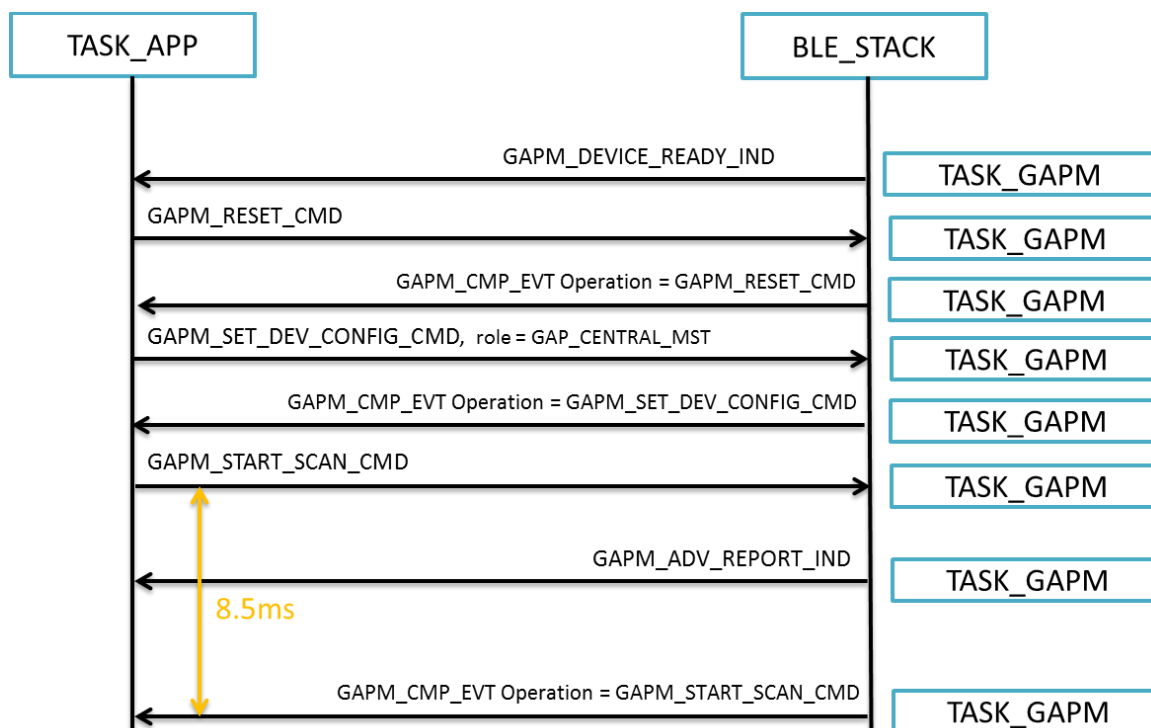 TASK_APP
BLE_STACK
GAPM_DEVICE_READY_IND
TASK_GAPM
GAPM_RESET_CMD
TASK_GAPM
GAPM_CMP_EVT Operation = GAPM_RESET_CMD
TASK_GAPM
GAPM_SET_DEV_CONFIG_CMD, role = GAP_CENTRAL_MST
TASK_GAPM
GAPM_CMP_EVT Operation = GAPM_SET_DEV_CONFIG_CMD
TASK_GAPM
GAPM_START_SCAN_CMD
TASK_GAPM
GAPM_ADV_REPORT_IND
TASK_GAPM
8.5ms
GAPM_CMP_EVT Operation = GAPM_START_SCAN_CMD
TASK_GAPM